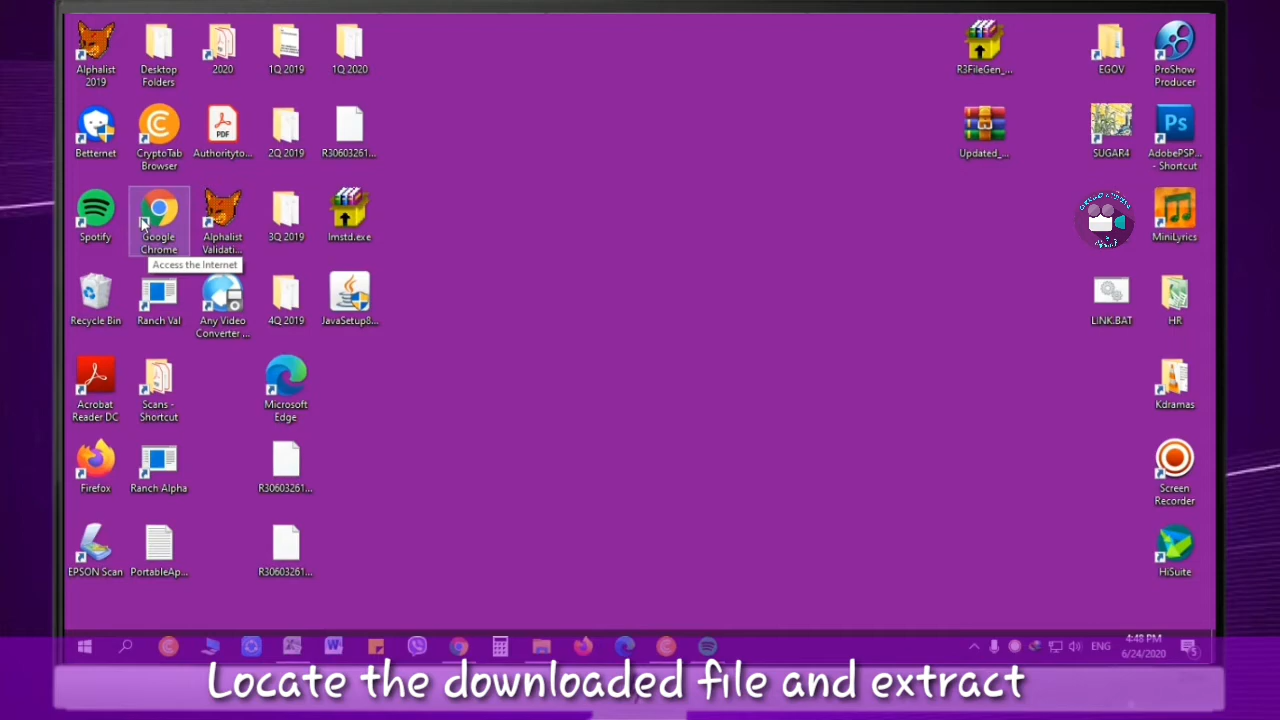 Alphalist
2019
Desktop
Folders
2020
1Q 2019
1Q 2020
R3FileGen_...
EGOV
ProShow
Producer
Betternet
CryptoTab
Browser
PDF
Authorityto...
2Q 2019
R30603261...
Updated_...
SUGAR4
Ps
AdobePSP...
- Shortcut
Spotify
Google
Chrome
Alphalist
Validati...
3Q 2019
lmstd.exe
MiniLyrics
Access the Internet
Recycle Bin
Ranch Val
Any Video
Converter ...
4Q 2019
JavaSetup8...
LINK.BAT
HR
Acrobat
Reader DC
Scans -
Shortcut
Microsoft
Edge
Kdramas
Firefox
Ranch Alpha
R30603261...
Screen
Recorder
EPSON Scan
PortableAp...
R30603261...
HiSuite
ENG
4:48 PM
6/24/2020
5
Locate the downloaded file and extract